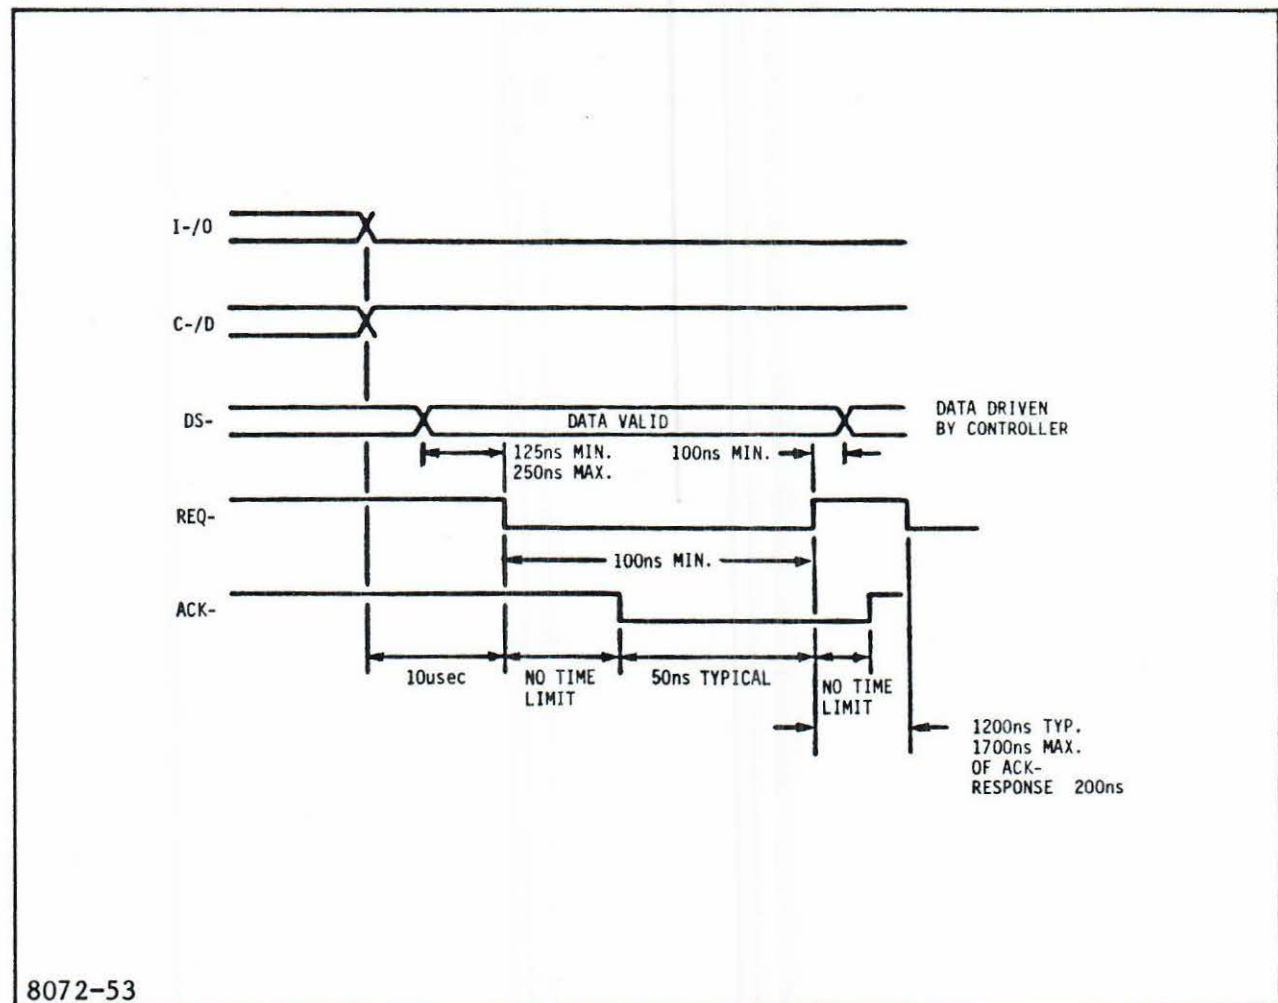 I-/O
C-/D
DS-
DATA VALID
DATA DRIVEN
BY CONTROLLER
125ns MIN.
250ns MAX.
100ns MIN.
REQ-
100ns MIN.
ACK-
10usec
NO TIME
LIMIT
50ns TYPICAL
NO TIME
LIMIT
1200ns TYP.
1700ns MAX.
OF ACK-
RESPONSE 200ns
8072-53